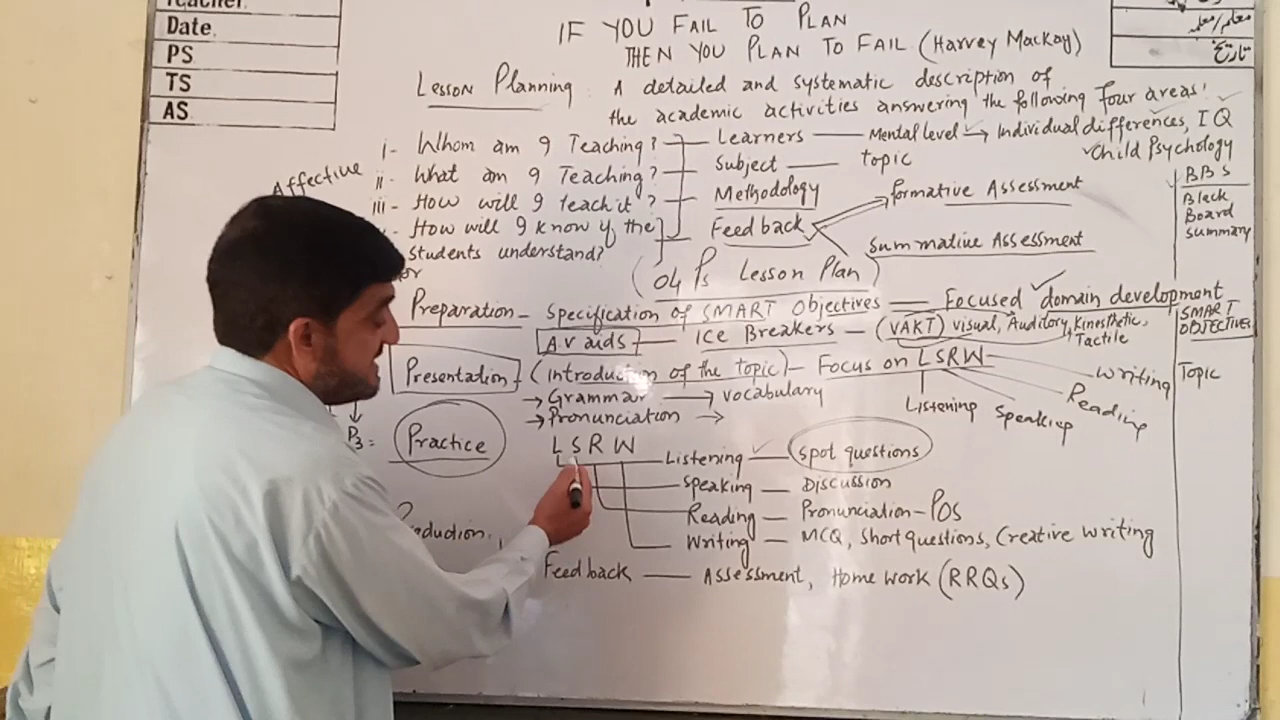 Teacher
Date
PS
TS
AS
معلم/معلمہ
تاریخ
IF YOU FAIL TO PLAN
THEN YOU PLAN TO FAIL (Harvey Mackay)
Lesson Planning: A detailed and systematic description of
the academic activities answering the following four areas:
i- Whom am I Teaching? Learners — Mental level → Individual differences, IQ
Child Psychology
Affective
ii- What am I Teaching? Subject — topic
iii- How will I teach it? Methodology
Formative Assessment
How will I know if the Feedback
students understand?
Summative Assessment
BBS
Black
Board
Summary
(04 Ps Lesson Plan)
Preparation – Specification of SMART Objectives — Focused domain development
AV aids — Ice Breakers — (VAKT) Visual, Auditory, Kinesthetic,
Tactile
SMART
OBJECTIVES
Presentation – (introduction of the topic) – Focus on LSRW
Writing
Topic
→ Grammar → vocabulary
Listening Speaking Reading
→ Pronunciation →
P3 = Practice
L S R W
Listening — spot questions
Speaking — Discussion
Reading — Pronunciation – POS
Writing — MCQ, Short questions, Creative writing
Feedback — Assessment, Home work (RRQs)